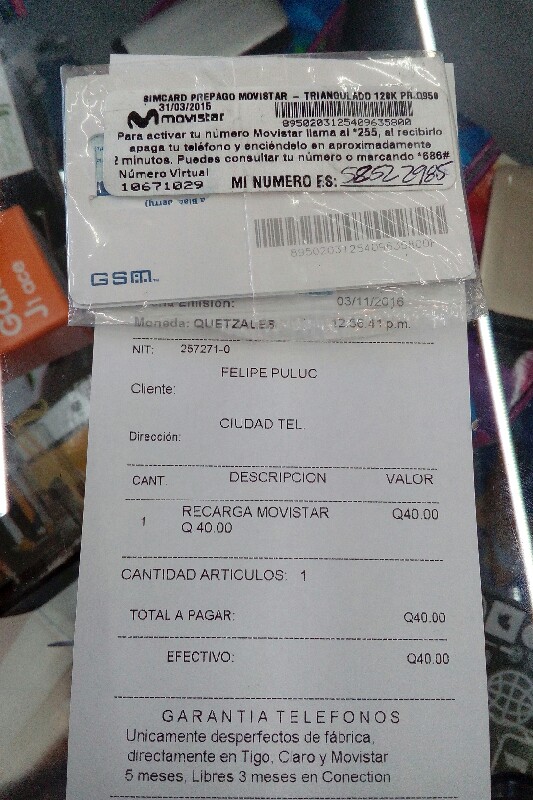 SIMCARD PREPAGO MOVISTAR - TRIANGULADO 128K PR.Q950
31/03/2015
movistar
8950203125409635800
Para activar tu número Movistar llama al *255, al recibirlo
apaga tu teléfono y enciéndelo en aproximadamente
2 minutos. Puedes consultar tu número o marcando *686#
Número Virtual
10671029 MI NUMERO ES: 58522985
8950203125409635800F
GSM
Emisión: 03/11/2016
Moneda: QUETZALES 12:36:41 p.m.
NIT: 257271-0
FELIPE PULUC
Cliente:
CIUDAD TEL.
Dirección:
CANT. DESCRIPCION VALOR
1 RECARGA MOVISTAR Q40.00
Q 40.00
CANTIDAD ARTICULOS: 1
TOTAL A PAGAR: Q40.00
EFECTIVO: Q40.00
GARANTIA TELEFONOS
Unicamente desperfectos de fábrica,
directamente en Tigo, Claro y Movistar
5 meses, Libres 3 meses en Conection
J1 ace